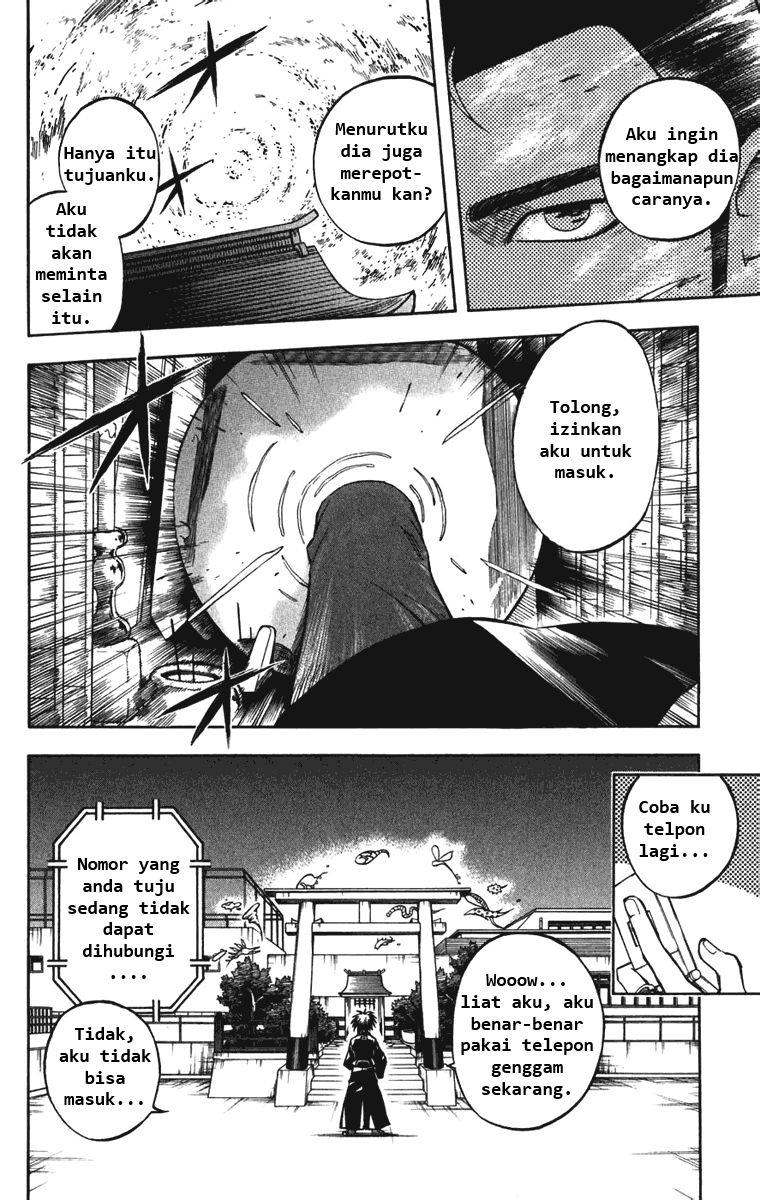 Aku ingin
menangkap dia
bagaimanapun
caranya.
Menurutku
dia juga
merepot-
kanmu kan?
Hanya itu
tujuanku.
Aku
tidak
akan
meminta
selain
itu.
Tolong,
izinkan
aku untuk
masuk.
Coba ku
telpon
lagi...
Nomor yang
anda tuju
sedang tidak
dapat
dihubungi
....
Wooow...
liat aku, aku
benar-benar
pakai telepon
genggam
sekarang.
Tidak,
aku tidak
bisa
masuk...